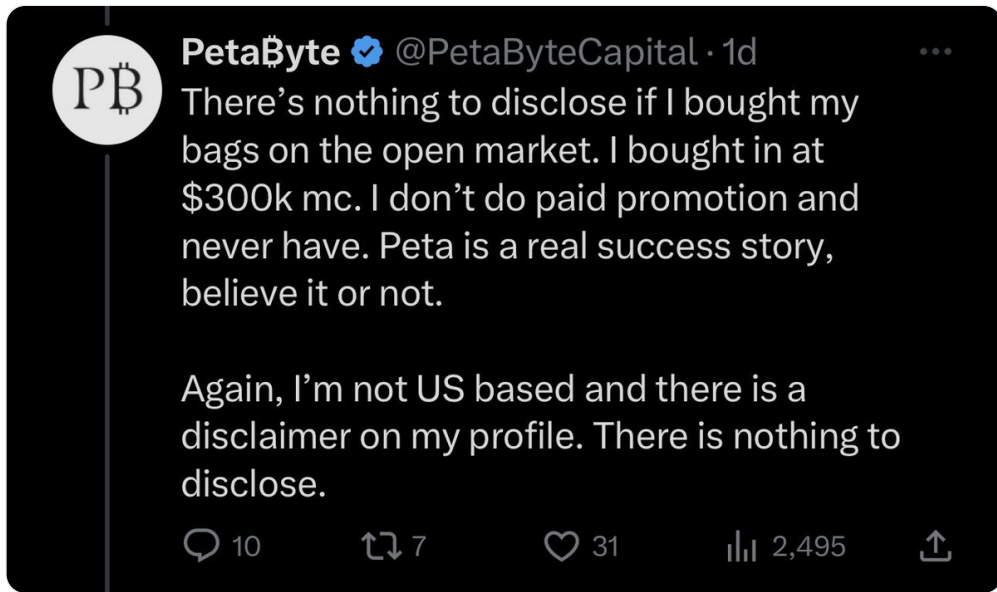 PɃ
PetaɃyte @PetaByteCapital · 1d
There’s nothing to disclose if I bought my
bags on the open market. I bought in at
$300k mc. I don’t do paid promotion and
never have. Peta is a real success story,
believe it or not.
Again, I’m not US based and there is a
disclaimer on my profile. There is nothing to
disclose.
10 7 31 2,495